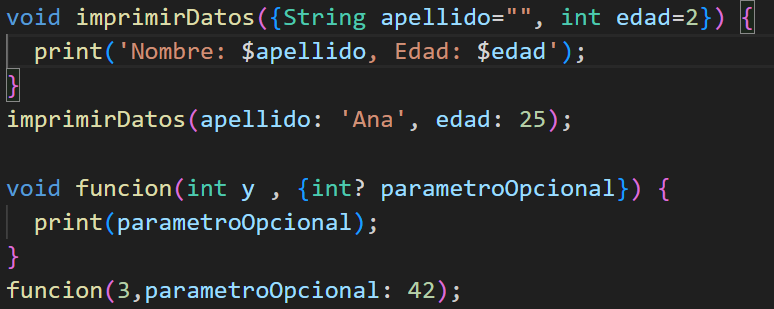 void imprimirDatos({String apellido="", int edad=2}) {
  print('Nombre: $apellido, Edad: $edad');
}
imprimirDatos(apellido: 'Ana', edad: 25);

void funcion(int y , {int? parametroOpcional}) {
  print(parametroOpcional);
}
funcion(3,parametroOpcional: 42);